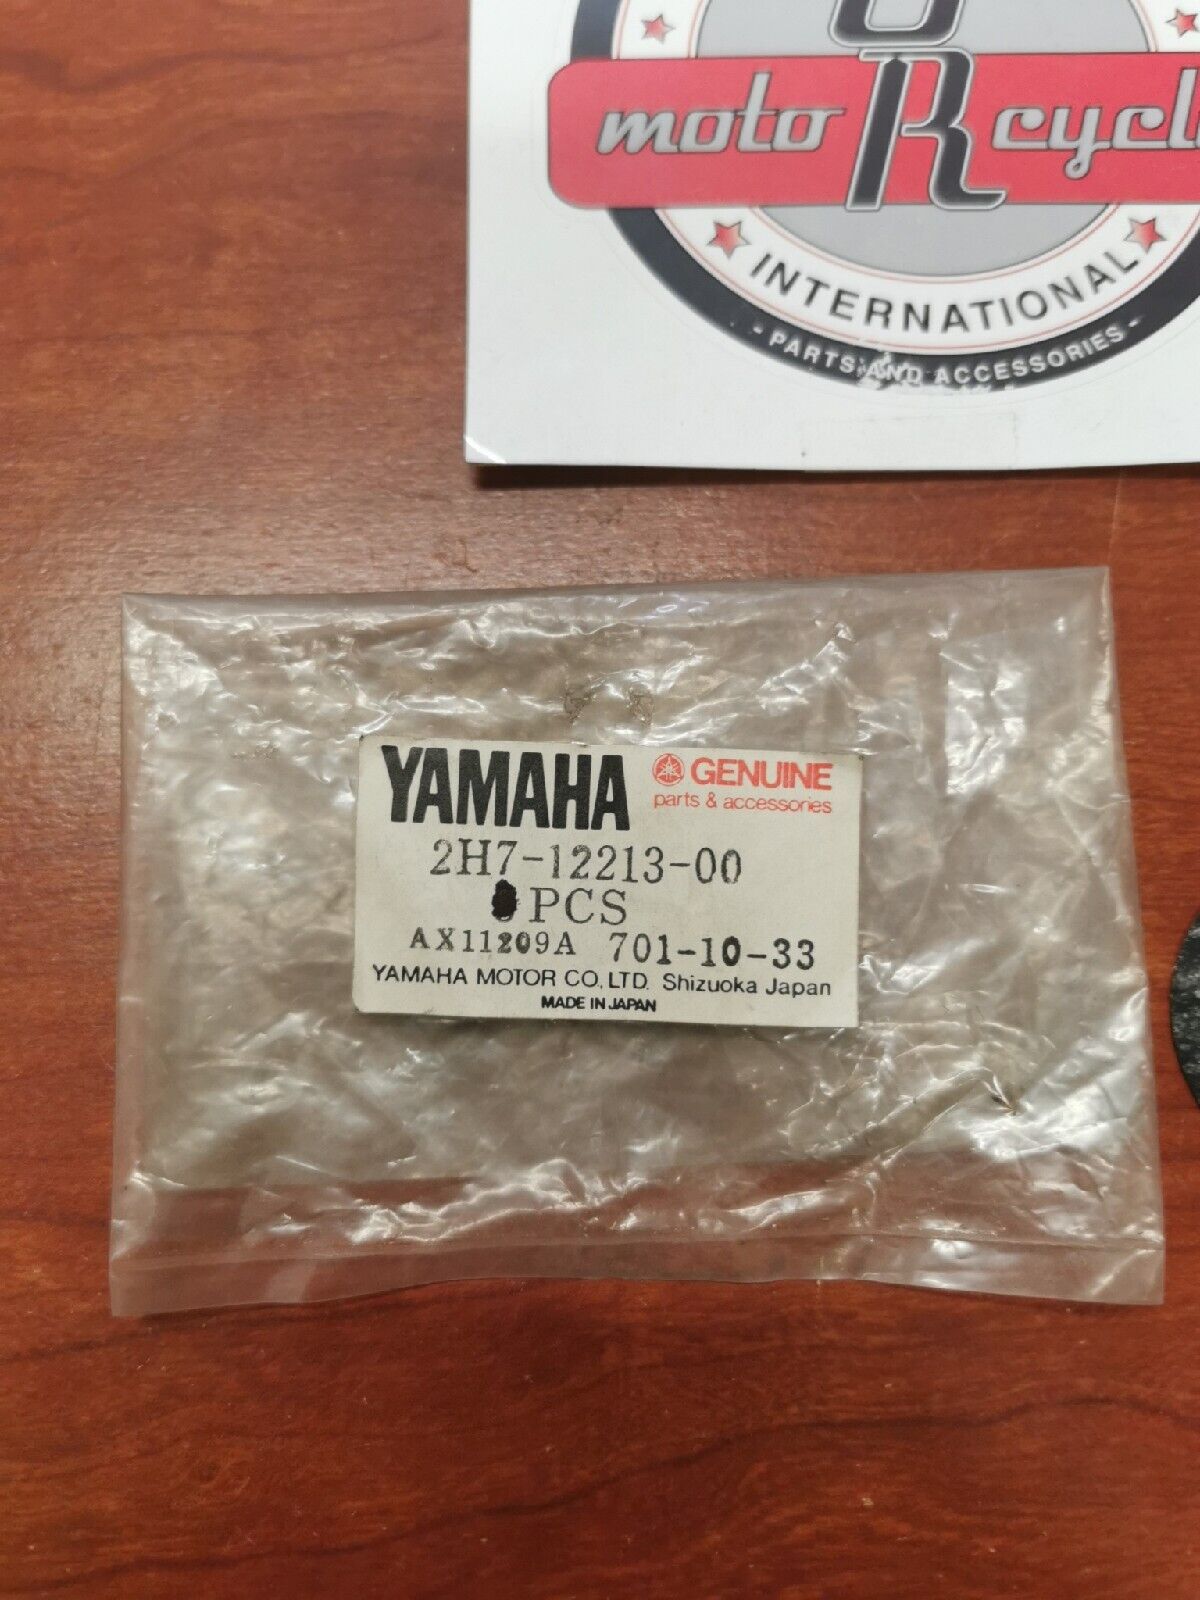 moto R cycl
INTERNATIONAL
- PARTS AND ACCESSORIES -
YAMAHA GENUINE
parts & accessories
2H7-12213-00
PCS
AX11209A 701-10-33
YAMAHA MOTOR CO., LTD. Shizuoka Japan
MADE IN JAPAN